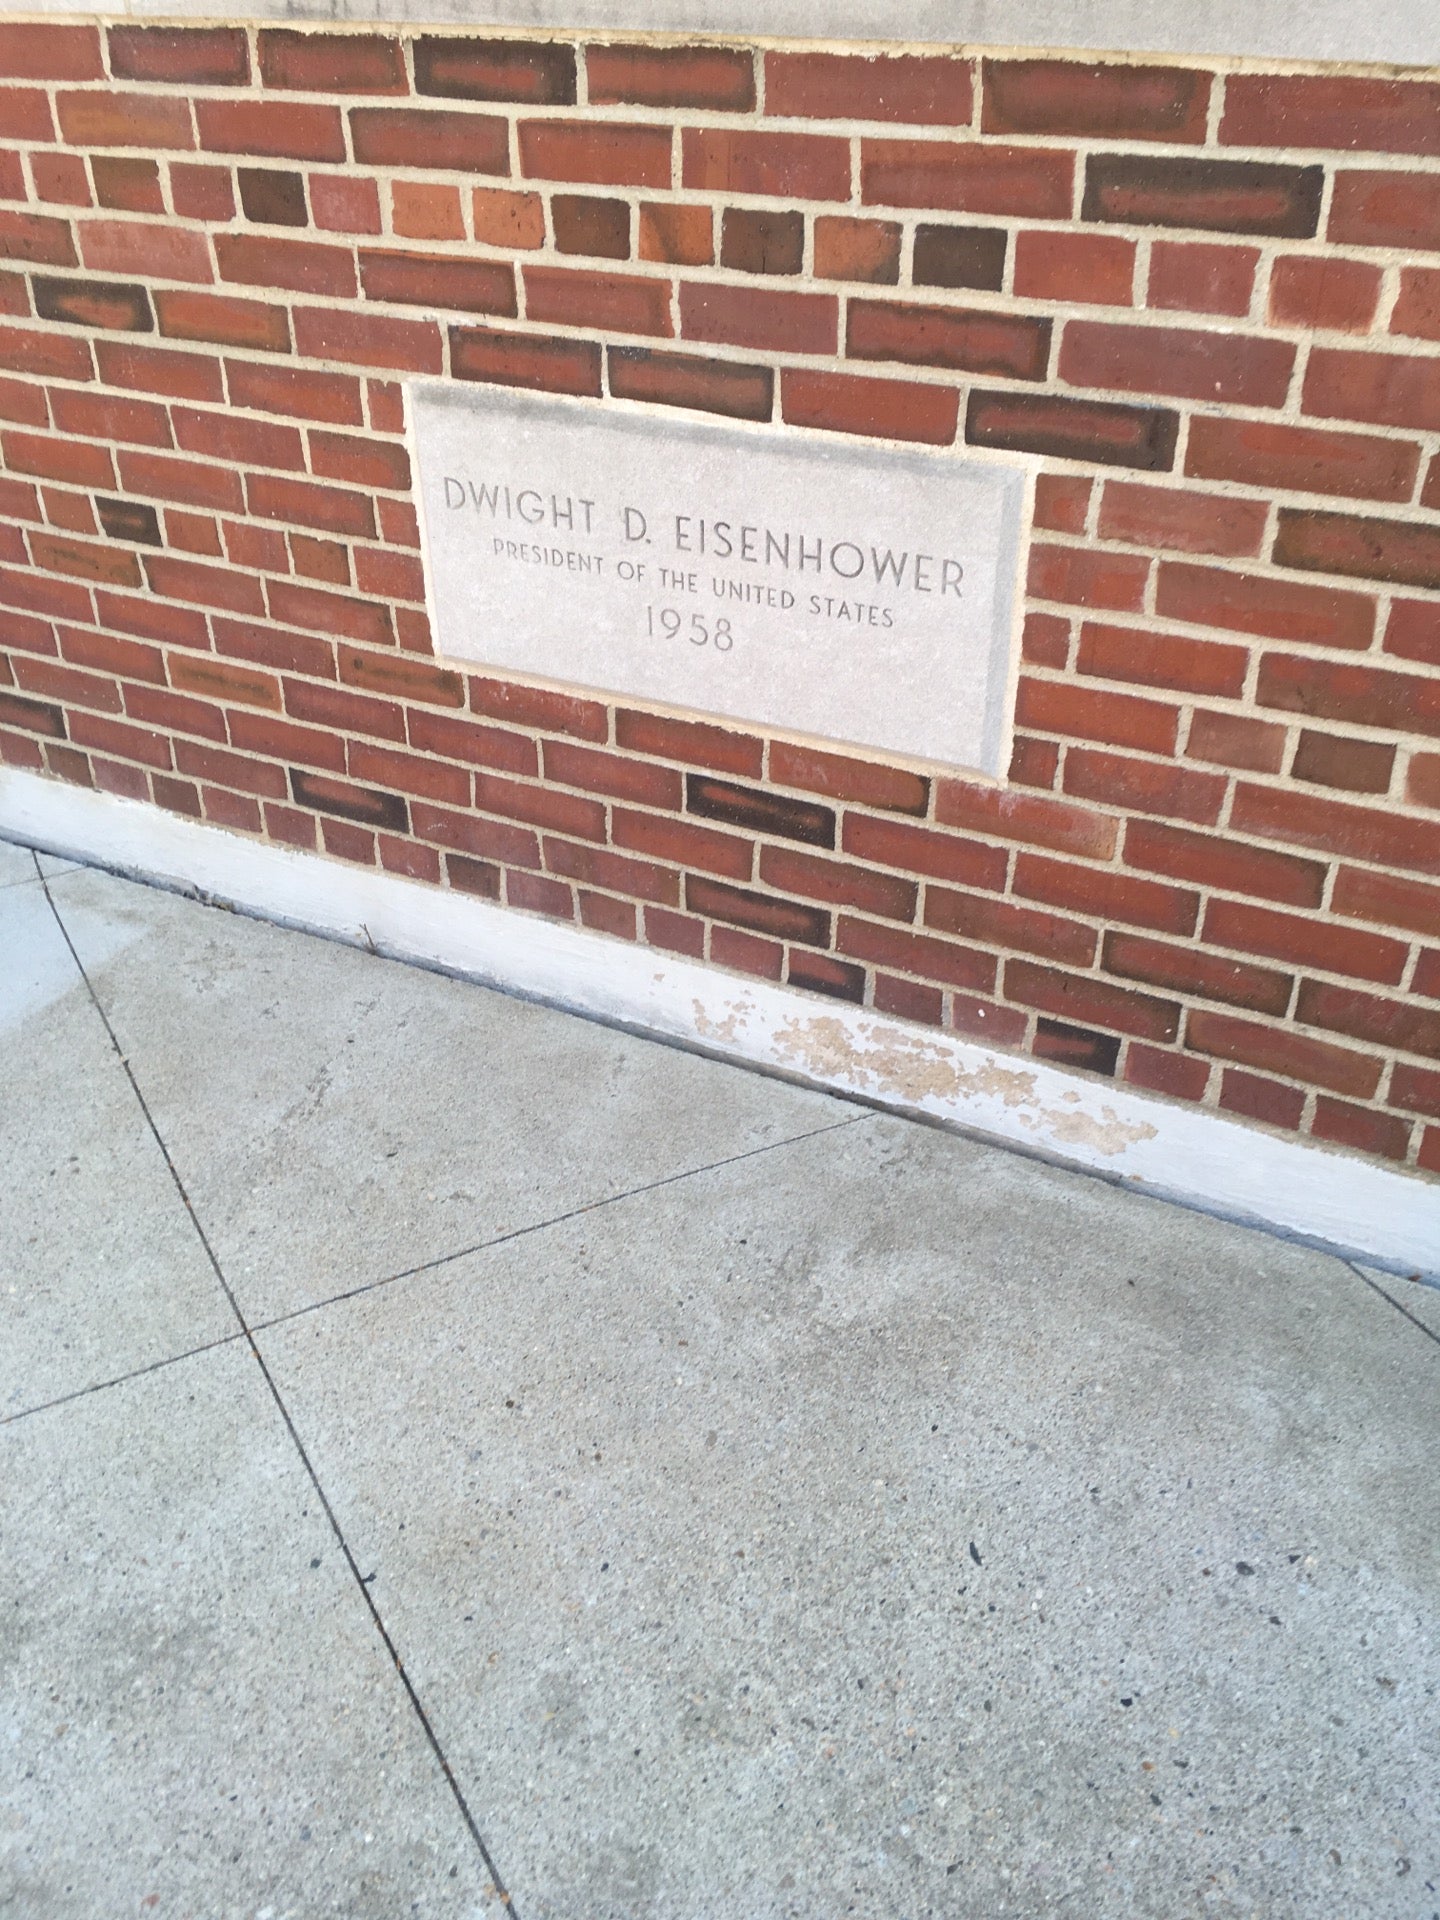 DWIGHT D. EISENHOWER
PRESIDENT OF THE UNITED STATES
1958